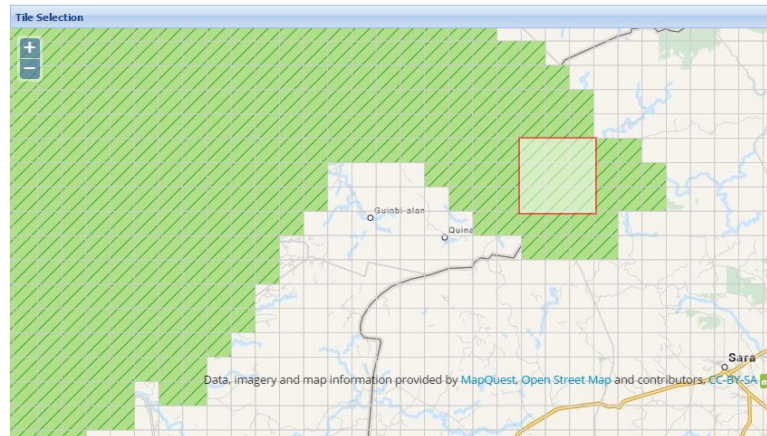 Tile Selection
+
−
Guinbi-alan
Quina
Sara
Data, imagery and map information provided by MapQuest, Open Street Map and contributors, CC-BY-SA